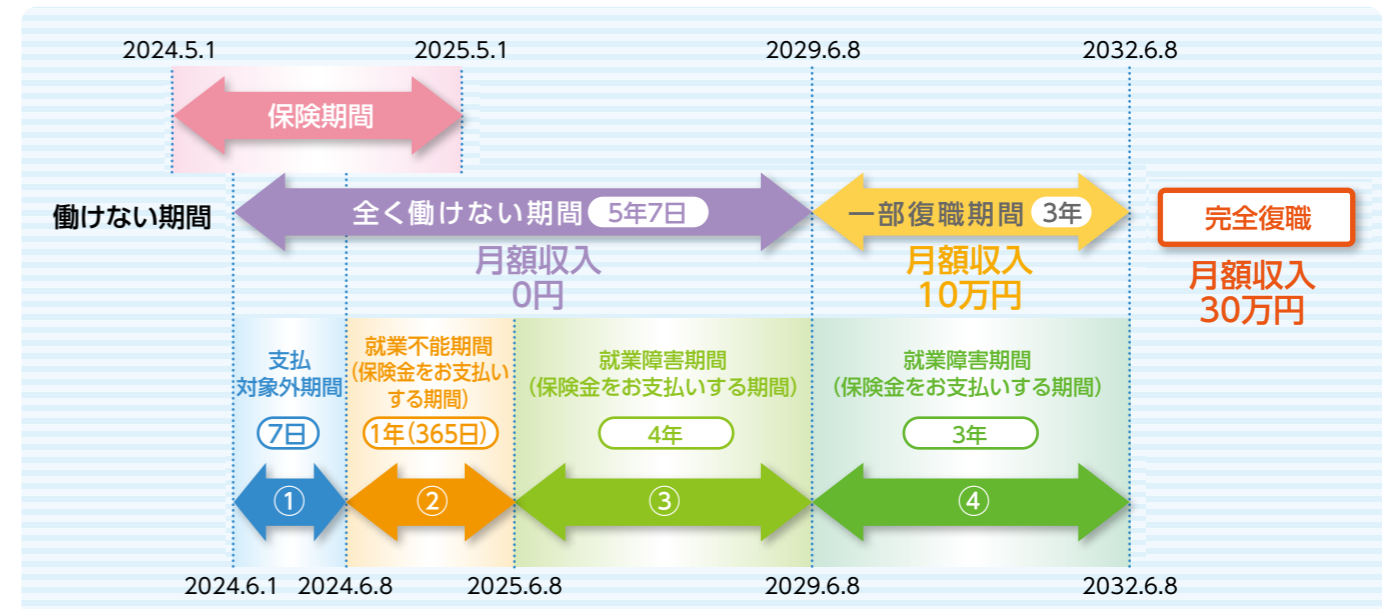 2024.5.1
2025.5.1
2029.6.8
2032.6.8
保険期間
働けない期間
全く働けない期間 5年7日
月額収入
0円
一部復職期間 3年
月額収入
10万円
完全復職
月額収入
30万円
支払
対象外期間
7日
①
就業不能期間
(保険金をお支払い
する期間)
1年(365日)
②
就業障害期間
(保険金をお支払いする期間)
4年
③
就業障害期間
(保険金をお支払いする期間)
3年
④
2024.6.1
2024.6.8
2025.6.8
2029.6.8
2032.6.8